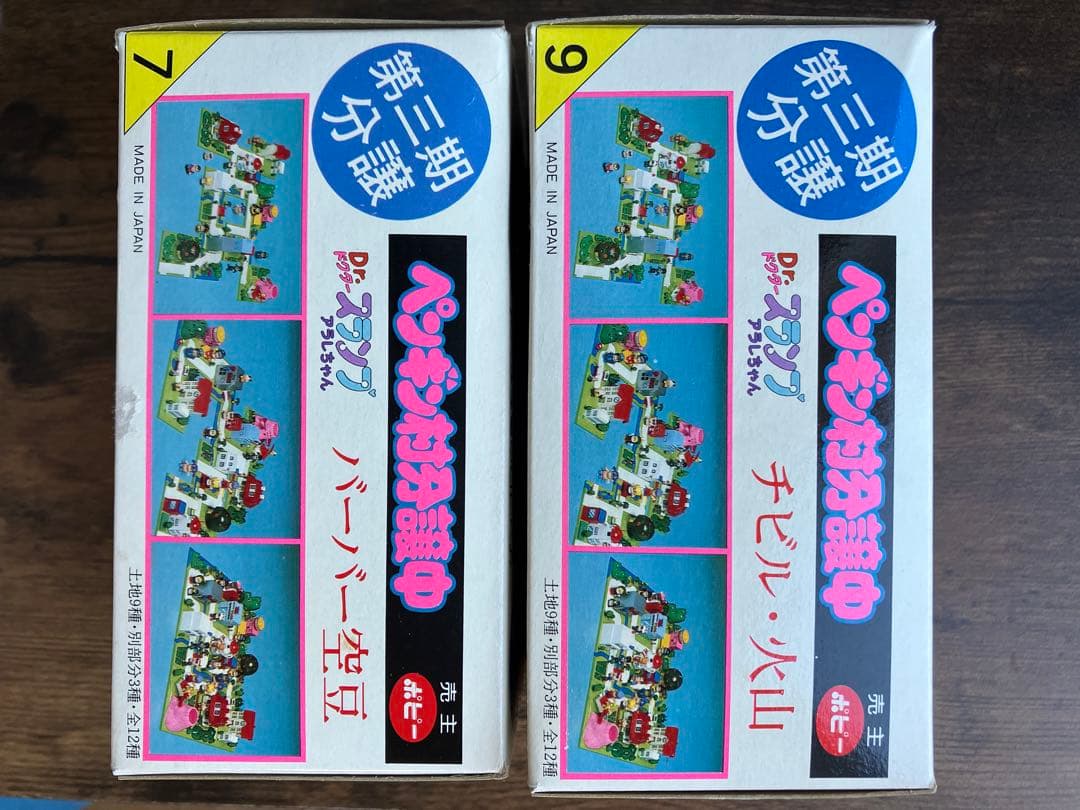 7
第三期
分譲
MADE IN JAPAN
Dr.
ドクター
スランプ
アラレちゃん
ペンギン村分譲中
バーバー空豆
売主
ポピー
土地9種・別部分3種・全12種
9
第三期
分譲
MADE IN JAPAN
Dr.
ドクター
スランプ
アラレちゃん
ペンギン村分譲中
チビル・火山
売主
ポピー
土地9種・別部分3種・全12種